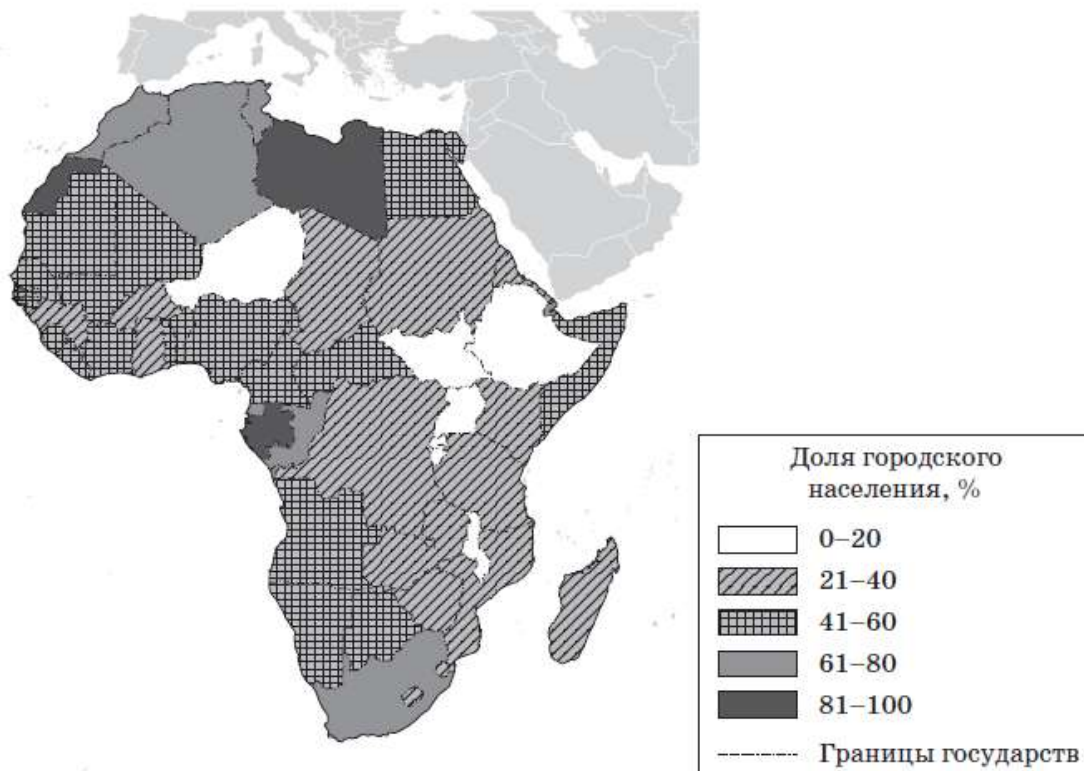 Доля городского
населения, %
0–20
21–40
41–60
61–80
81–100
Границы государств